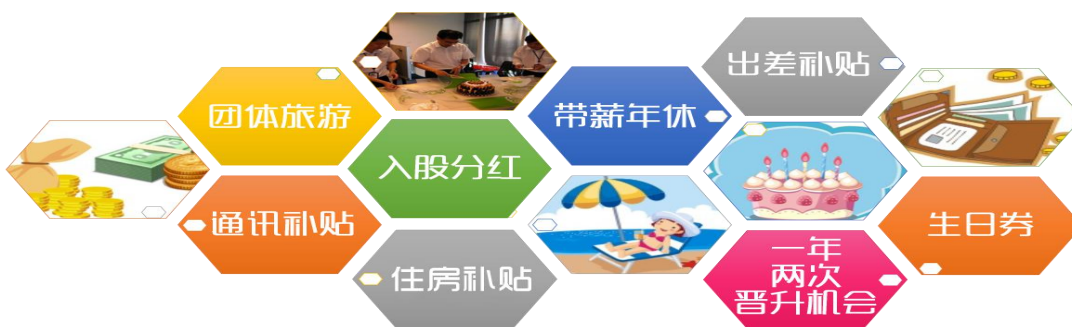 出差补贴
团体旅游
带薪年休
入股分红
通讯补贴
生日券
住房补贴
一年
两次
晋升机会